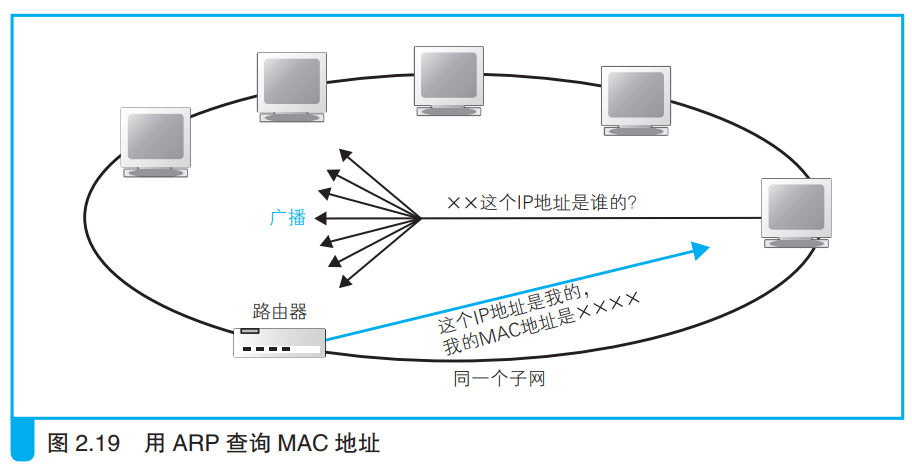 ××这个IP地址是谁的?
广播
这个IP地址是我的,
我的MAC地址是××××
路由器
同一个子网
图 2.19 用 ARP 查询 MAC 地址